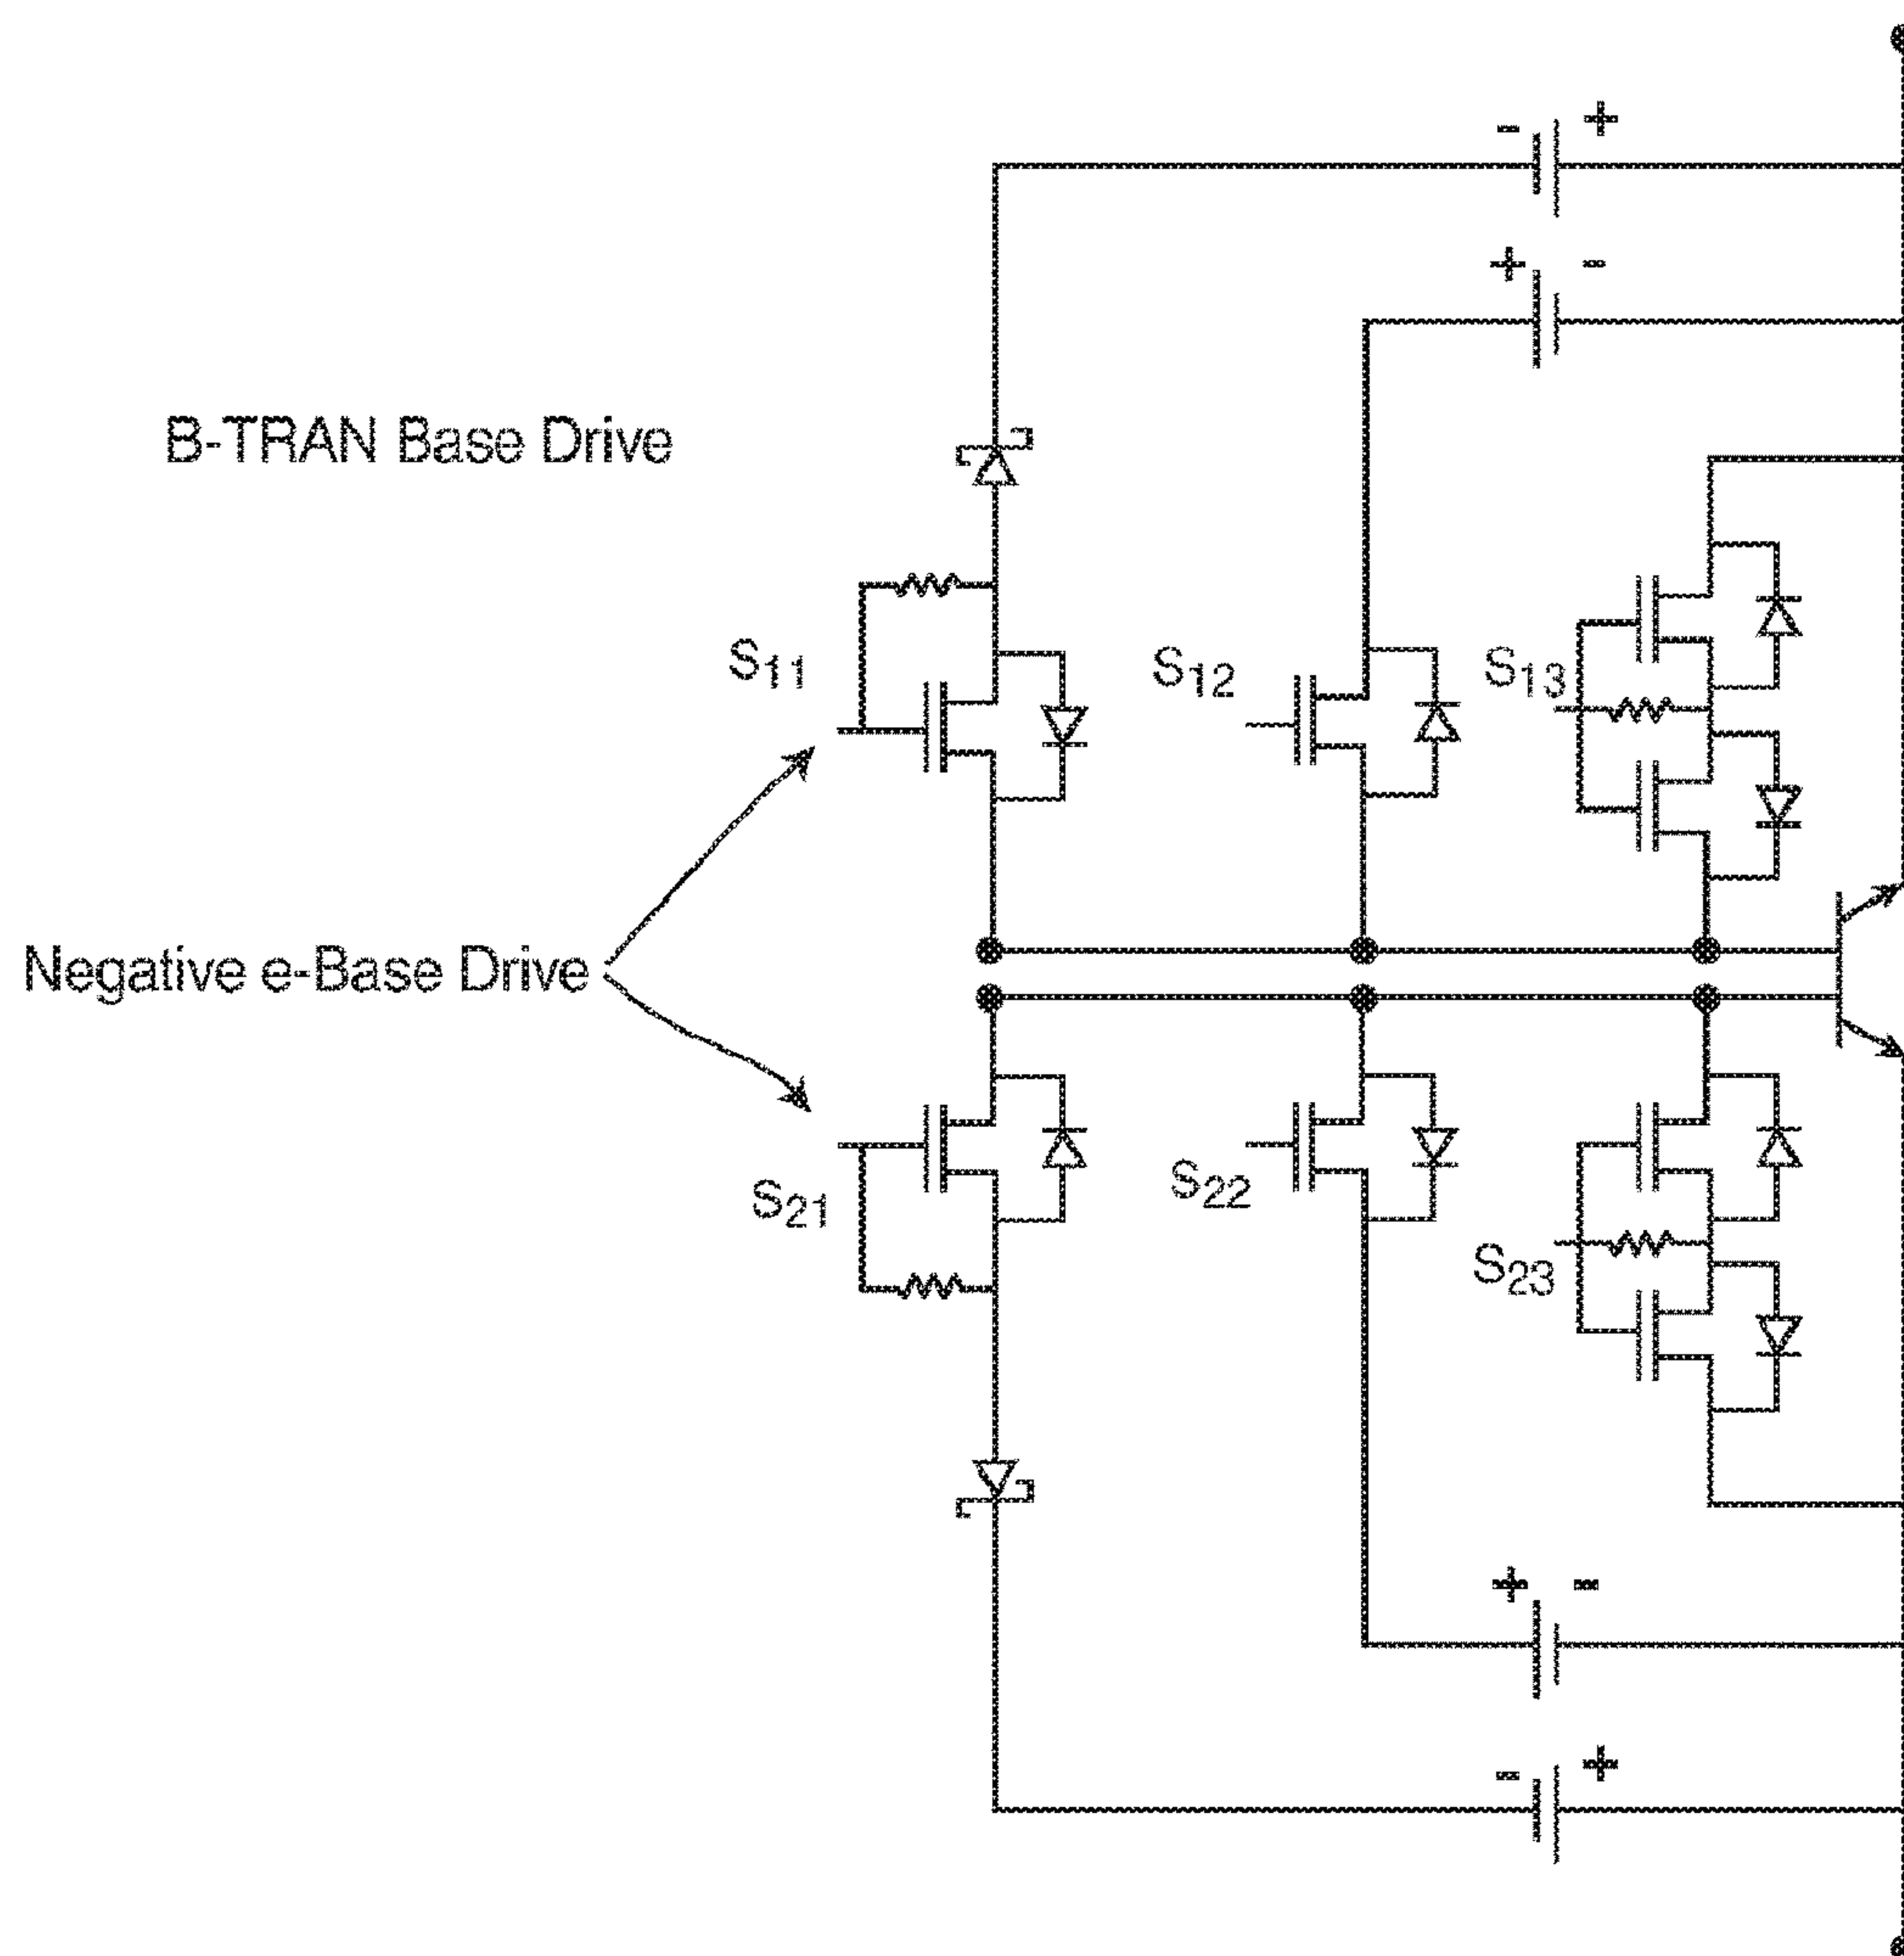 - +
+ -
B-TRAN Base Drive
S11
S12
S13
Negative e-Base Drive
S21
S22
S23
+ -
- +